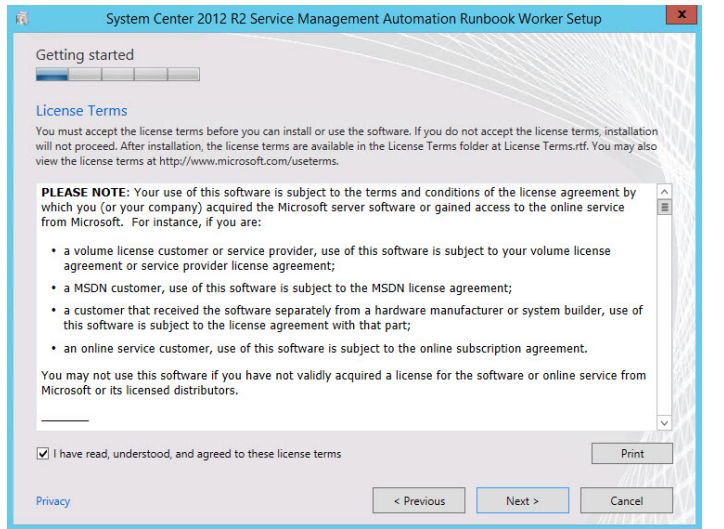 System Center 2012 R2 Service Management Automation Runbook Worker Setup
x
Getting started
License Terms
You must accept the license terms before you can install or use the software. If you do not accept the license terms, installation
will not proceed. After installation, the license terms are available in the License Terms folder at License Terms.rtf. You may also
view the license terms at http://www.microsoft.com/useterms.
PLEASE NOTE: Your use of this software is subject to the terms and conditions of the license agreement by
which you (or your company) acquired the Microsoft server software or gained access to the online service
from Microsoft. For instance, if you are:
• a volume license customer or service provider, use of this software is subject to your volume license
agreement or service provider license agreement;
• a MSDN customer, use of this software is subject to the MSDN license agreement;
• a customer that received the software separately from a hardware manufacturer or system builder, use of
this software is subject to the license agreement with that part;
• an online service customer, use of this software is subject to the online subscription agreement.
You may not use this software if you have not validly acquired a license for the software or online service from
Microsoft or its licensed distributors.
I have read, understood, and agreed to these license terms
Print
Privacy
< Previous
Next >
Cancel